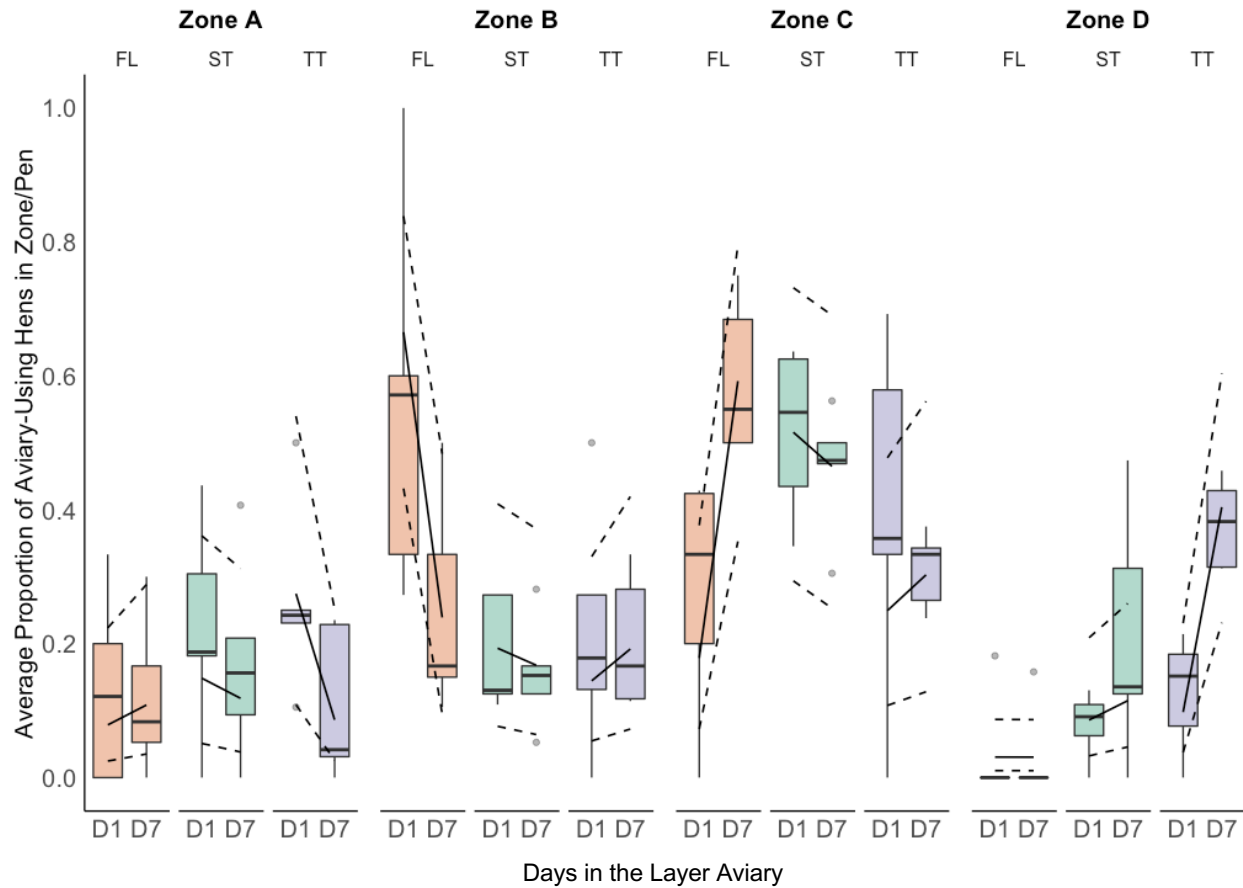 Zone A Zone B Zone C Zone D
FL ST TT FL ST TT FL ST TT FL ST TT
Average Proportion of Aviary-Using Hens in Zone/Pen
1.0
0.8
0.6
0.4
0.2
0.0
D1 D7 D1 D7 D1 D7 D1 D7 D1 D7 D1 D7 D1 D7 D1 D7 D1 D7 D1 D7 D1 D7 D1 D7
Days in the Layer Aviary